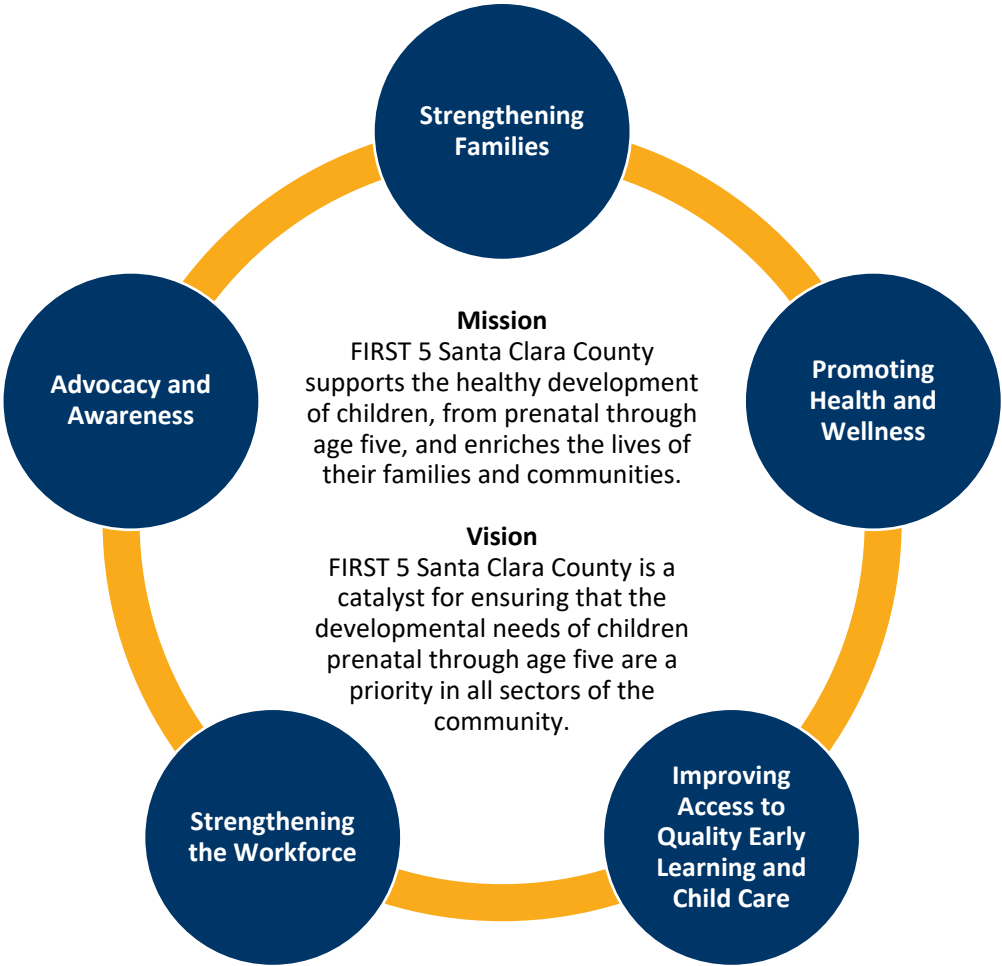 Strengthening
Families
Promoting
Health and
Wellness
Improving
Access to
Quality Early
Learning and
Child Care
Strengthening
the Workforce
Advocacy and
Awareness
Mission
FIRST 5 Santa Clara County
supports the healthy development
of children, from prenatal through
age five, and enriches the lives of
their families and communities.
Vision
FIRST 5 Santa Clara County is a
catalyst for ensuring that the
developmental needs of children
prenatal through age five are a
priority in all sectors of the
community.